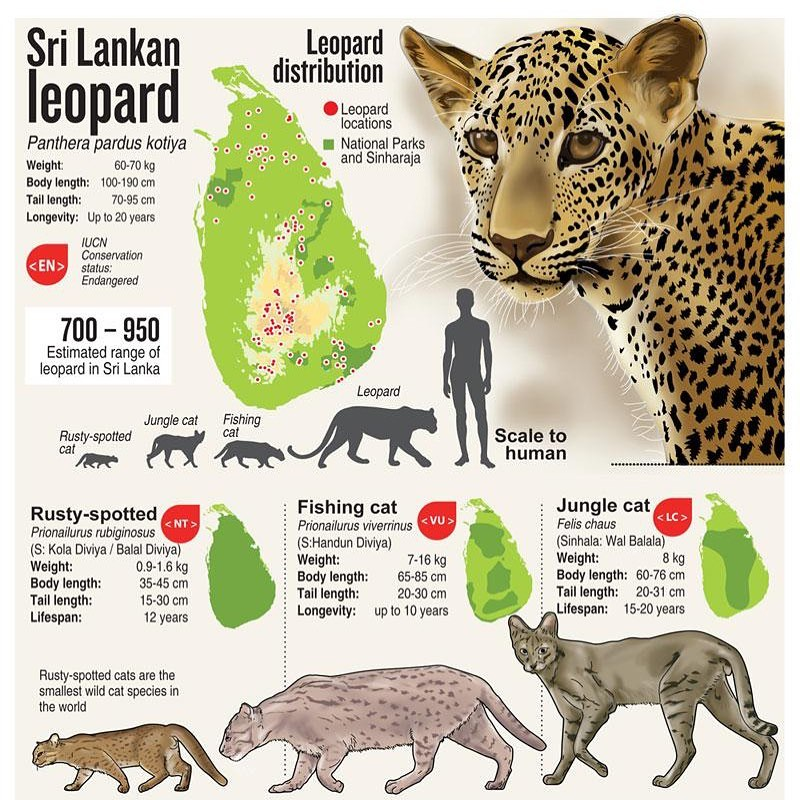 Sri Lankan
leopard
Panthera pardus kotiya
Weight: 60-70 kg
Body length: 100-190 cm
Tail length: 70-95 cm
Longevity: Up to 20 years
<EN>
IUCN
Conservation
status:
Endangered
700 – 950
Estimated range of
leopard in Sri Lanka
Leopard
distribution
Leopard
locations
National Parks
and Sinharaja
Rusty-spotted
cat
Jungle cat
Fishing
cat
Leopard
Scale to
human
Rusty-spotted
<NT>
Prionailurus rubiginosus
(S: Kola Diviya / Balal Diviya)
Weight: 0.9-1.6 kg
Body length: 35-45 cm
Tail length: 15-30 cm
Lifespan: 12 years
Rusty-spotted cats are the
smallest wild cat species in
the world
Fishing cat
<VU>
Prionailurus viverrinus
(S:Handun Diviya)
Weight: 7-16 kg
Body length: 65-85 cm
Tail length: 20-30 cm
Longevity: up to 10 years
Jungle cat
<LC>
Felis chaus
(Sinhala: Wal Balala)
Weight: 8 kg
Body length: 60-76 cm
Tail length: 20-31 cm
Lifespan: 15-20 years